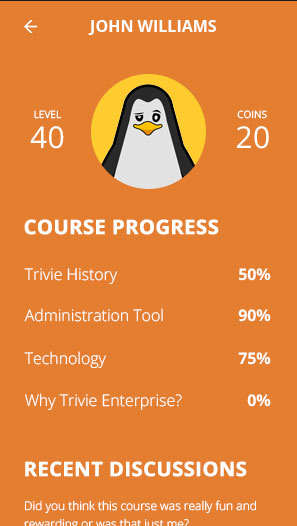 JOHN WILLIAMS
LEVEL
40
COINS
20
COURSE PROGRESS
Trivie History 50%
Administration Tool 90%
Technology 75%
Why Trivie Enterprise? 0%
RECENT DISCUSSIONS
Did you think this course was really fun and
rewarding or was that just me?